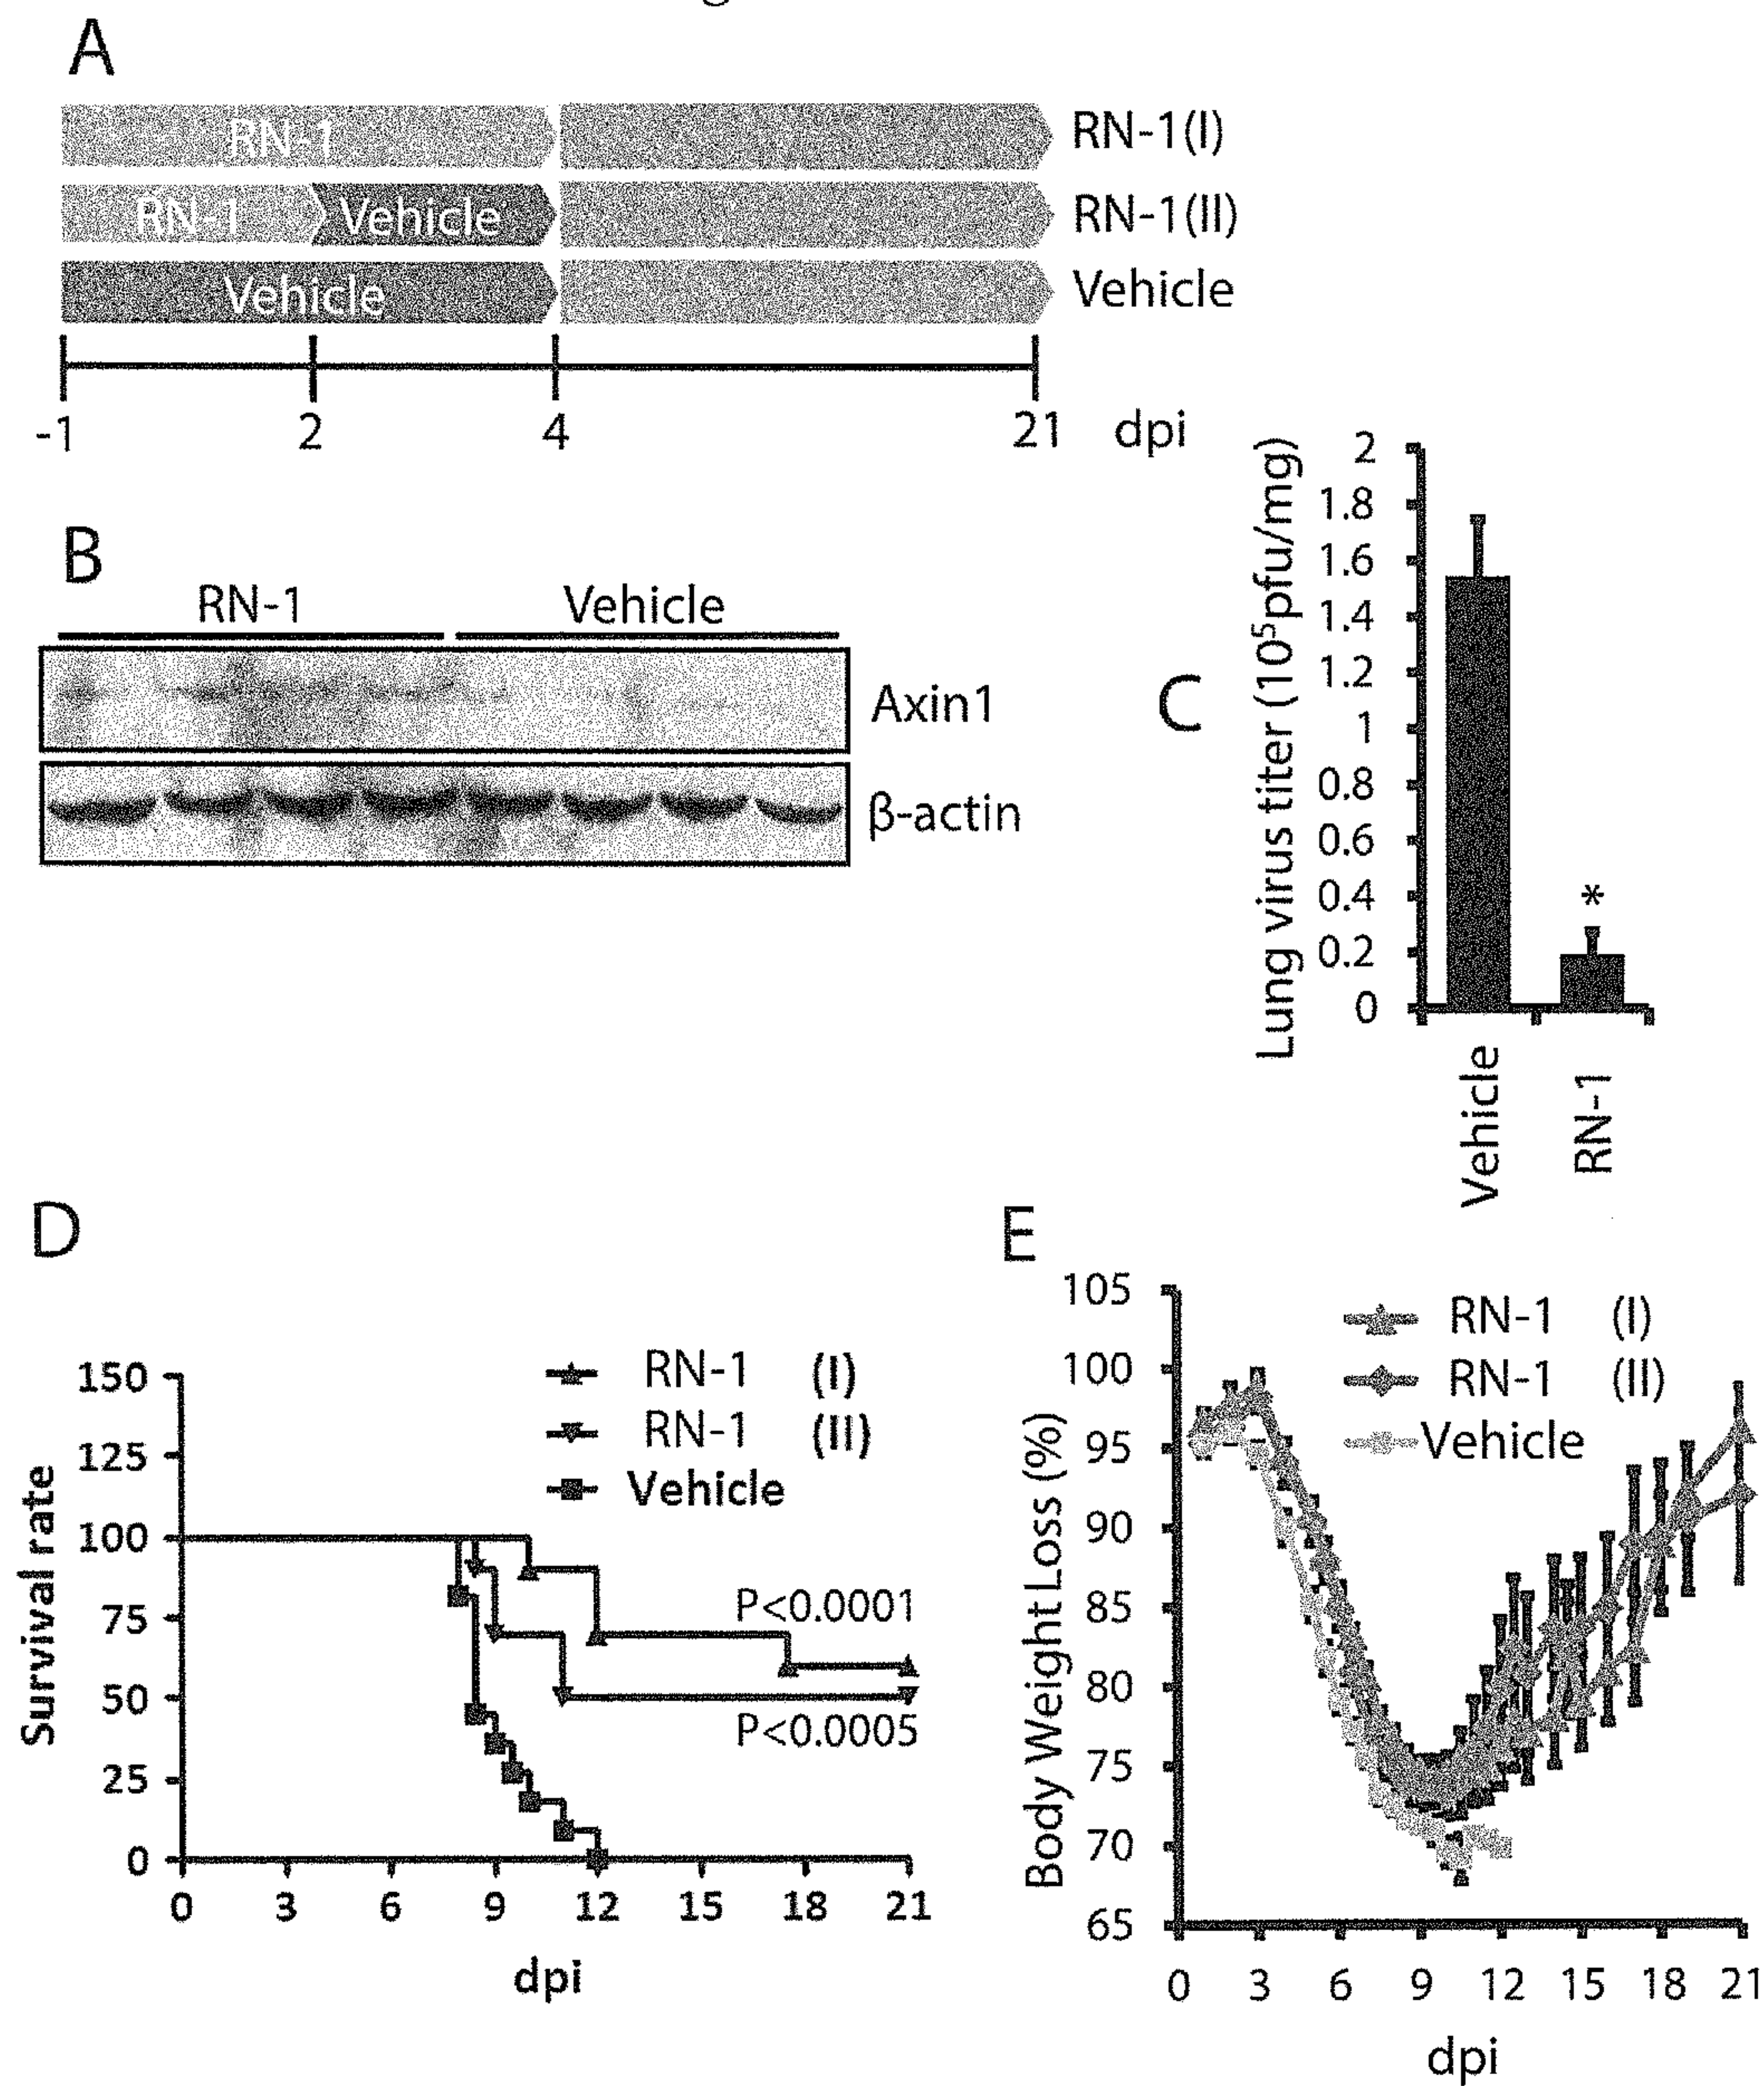 A
RN-1
RN-1(I)
RN-1 Vehicle
RN-1(II)
Vehicle
Vehicle
-1 2 4 21 dpi
B
RN-1 Vehicle
Axin1
β-actin
C
Lung virus titer (10⁵pfu/mg)
2
1.8
1.6
1.4
1.2
1
0.8
0.6
0.4
0.2
0
*
Vehicle
RN-1
D
Survival rate
150
125
100
75
50
25
0
RN-1 (I)
RN-1 (II)
Vehicle
P<0.0001
P<0.0005
0 3 6 9 12 15 18 21
dpi
E
Body Weight Loss (%)
105
100
95
90
85
80
75
70
65
RN-1 (I)
RN-1 (II)
Vehicle
0 3 6 9 12 15 18 21
dpi